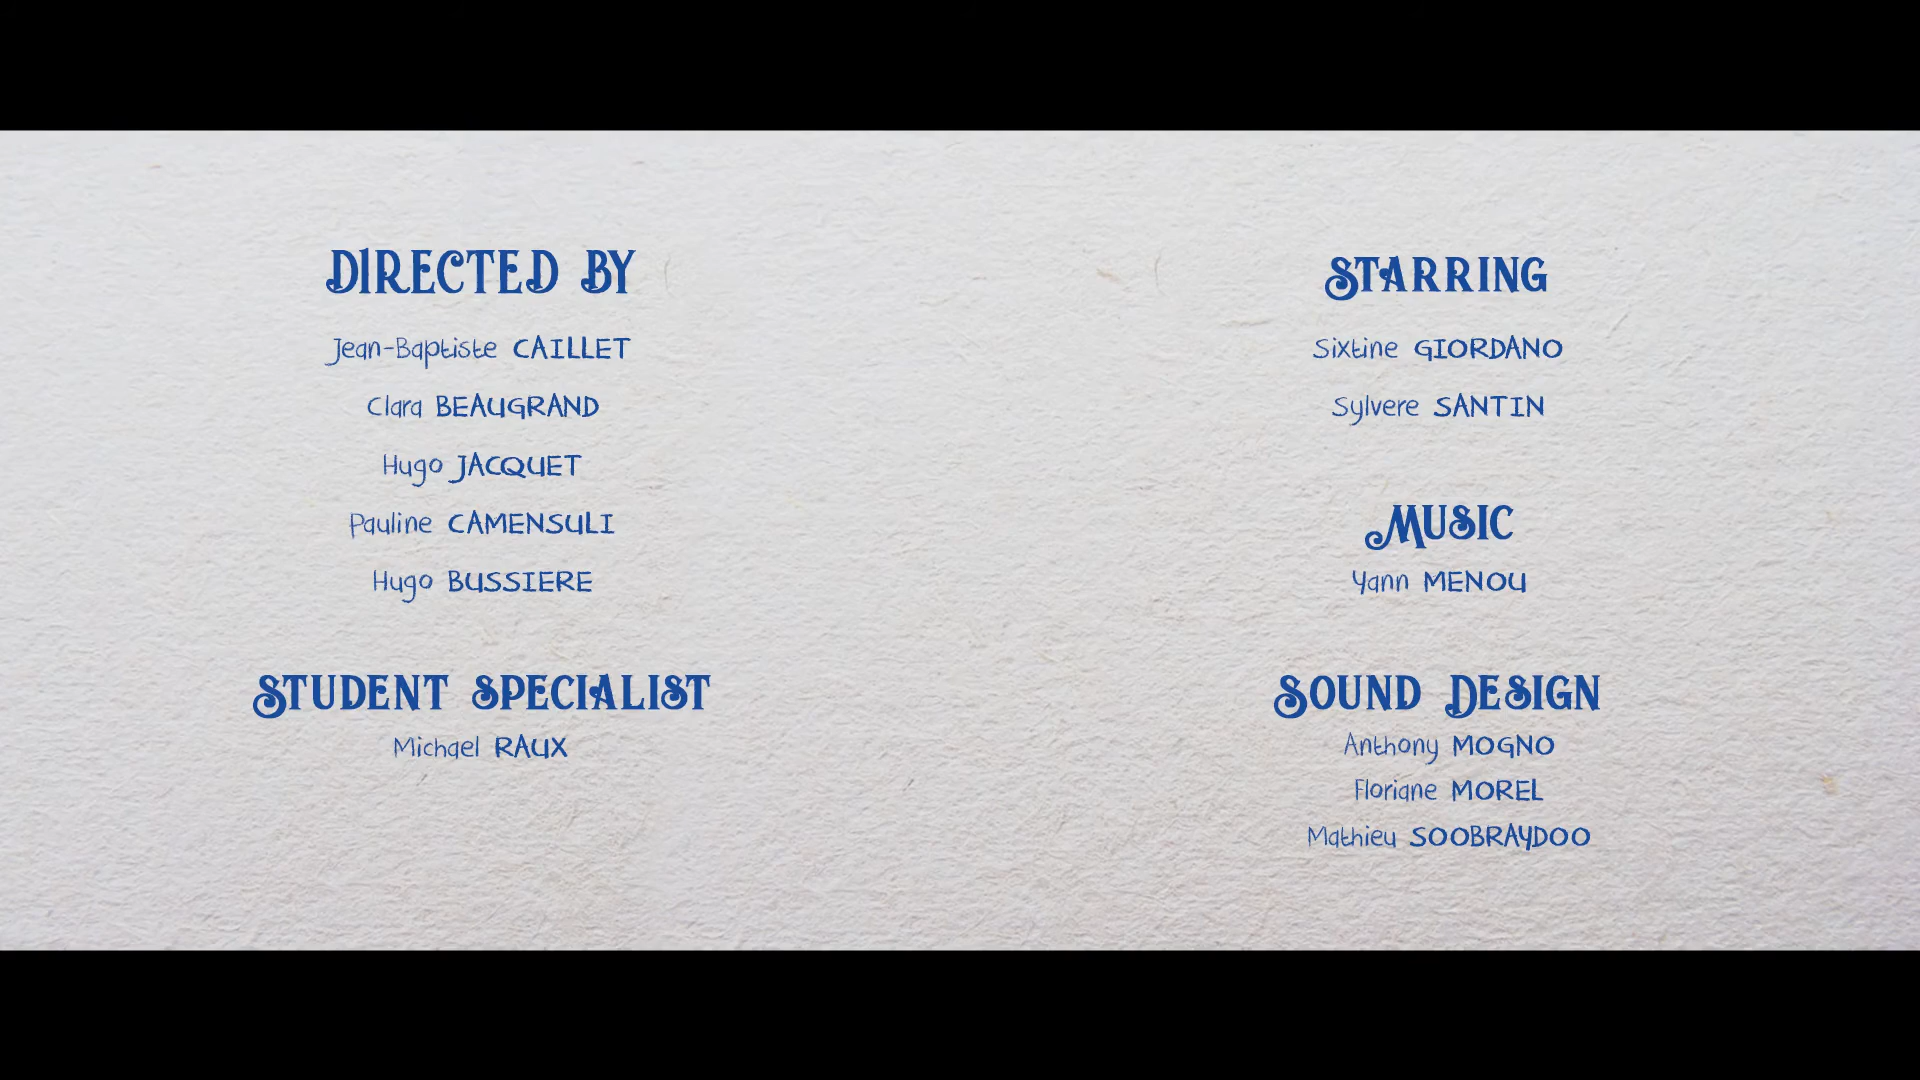 Directed by
Jean-Baptiste CAILLET
Clara BEAUGRAND
Hugo JACQUET
Pauline CAMENSULI
Hugo BUSSIERE
Student specialist
Michael RAUX
Starring
Sixtine GIORDANO
Sylvere SANTIN
Music
Yann MENOU
Sound Design
Anthony MOGNO
Floriane MOREL
Mathieu SOOBRAYDOO